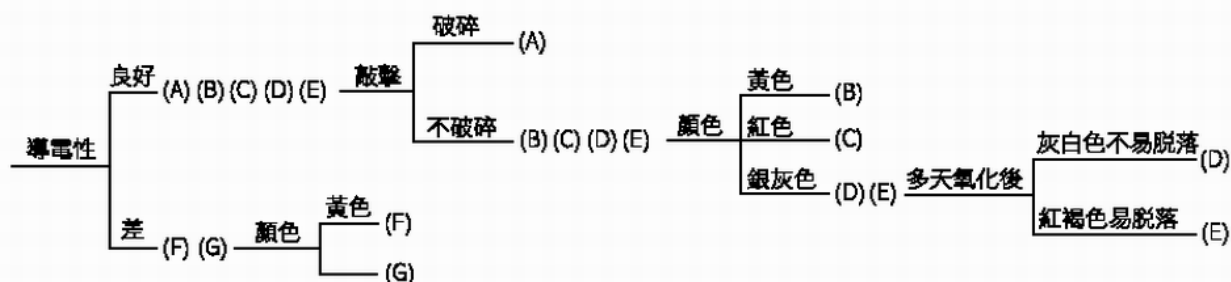 導電性
良好 (A) (B) (C) (D) (E)
敲擊
破碎 (A)
不破碎 (B) (C) (D) (E)
顏色
黃色 (B)
紅色 (C)
銀灰色 (D) (E)
多天氧化後
灰白色不易脫落 (D)
紅褐色易脫落 (E)
差 (F) (G)
顏色
黃色 (F)
(G)